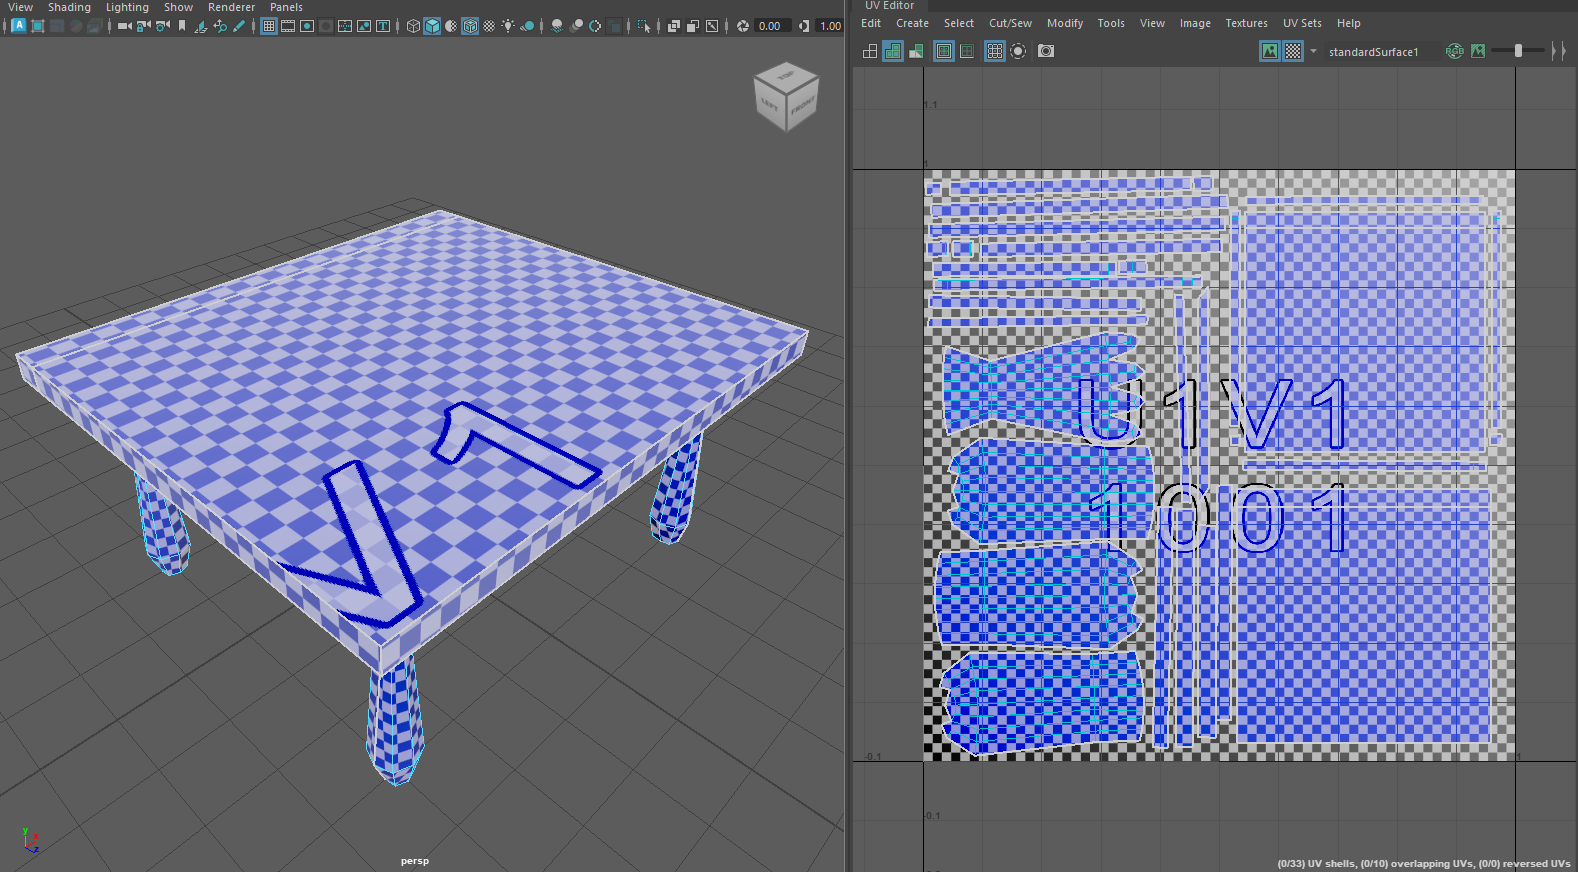 View Shading Lighting Show Renderer Panels
0.00 1.00
TOP
LEFT FRONT
persp
y
x
z
UV Editor
Edit Create Select Cut/Sew Modify Tools View Image Textures UV Sets Help
standardSurface1
RGB
1.1
1
U1V1
1001
-0.1
1
-0.1
(0/33) UV shells, (0/10) overlapping UVs, (0/0) reversed UVs